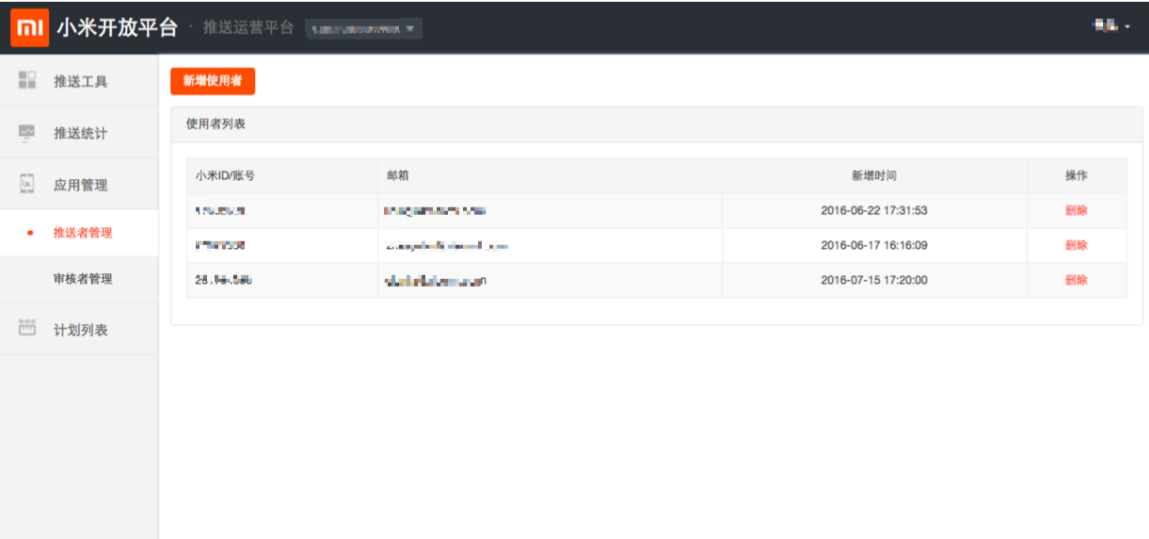 小米开放平台 · 推送运营平台
推送工具
推送统计
应用管理
推送者管理
审核者管理
计划列表
新增使用者
使用者列表
小米ID/账号 邮箱 新增时间 操作
2016-06-22 17:31:53 删除
2016-06-17 16:16:09 删除
2016-07-15 17:20:00 删除